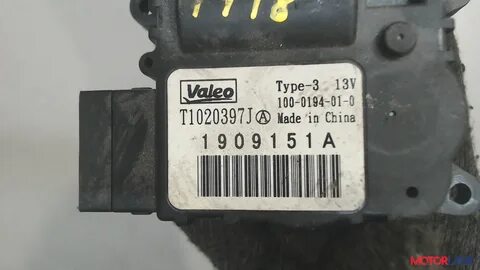 Valeo
Type-3 13V
100-0194-01-0
T1020397J Ⓐ Made in China
1909151A